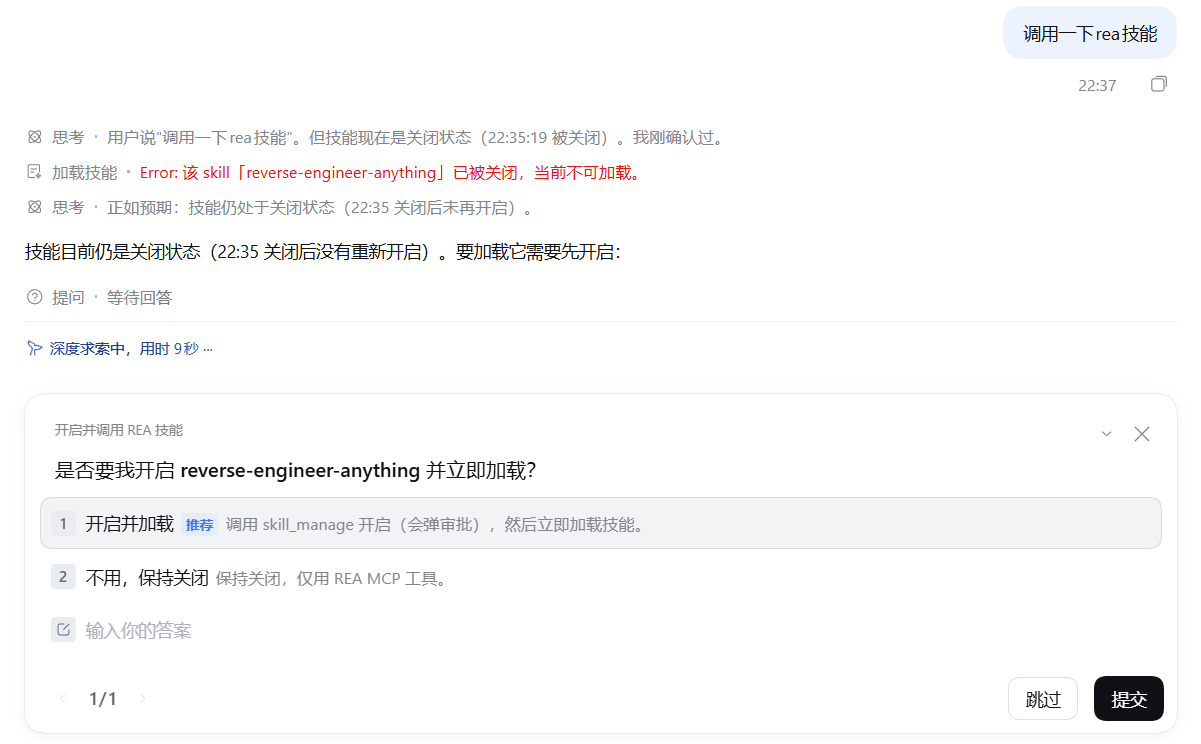 调用一下rea技能
22:37
思考 · 用户说"调用一下rea技能"。但技能现在是关闭状态（22:35:19 被关闭）。我刚确认过。
加载技能 · Error: 该 skill「reverse-engineer-anything」已被关闭，当前不可加载。
思考 · 正如预期：技能仍处于关闭状态（22:35 关闭后未再开启）。
技能目前仍是关闭状态（22:35 关闭后没有重新开启）。要加载它需要先开启：
提问 · 等待回答
深度求索中，用时 9秒 ···
开启并调用 REA 技能
是否要我开启 reverse-engineer-anything 并立即加载？
1 开启并加载 推荐 调用 skill_manage 开启（会弹审批），然后立即加载技能。
2 不用，保持关闭 保持关闭，仅用 REA MCP 工具。
输入你的答案
1/1
跳过
提交